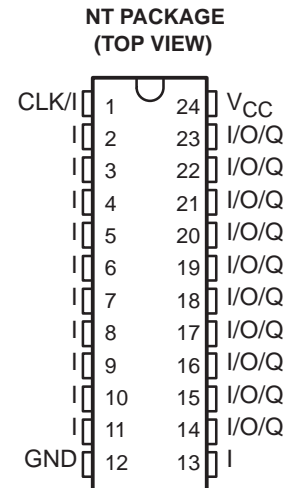 NT PACKAGE
(TOP VIEW)
CLK/I 1 24 VCC
I 2 23 I/O/Q
I 3 22 I/O/Q
I 4 21 I/O/Q
I 5 20 I/O/Q
I 6 19 I/O/Q
I 7 18 I/O/Q
I 8 17 I/O/Q
I 9 16 I/O/Q
I 10 15 I/O/Q
I 11 14 I/O/Q
GND 12 13 I